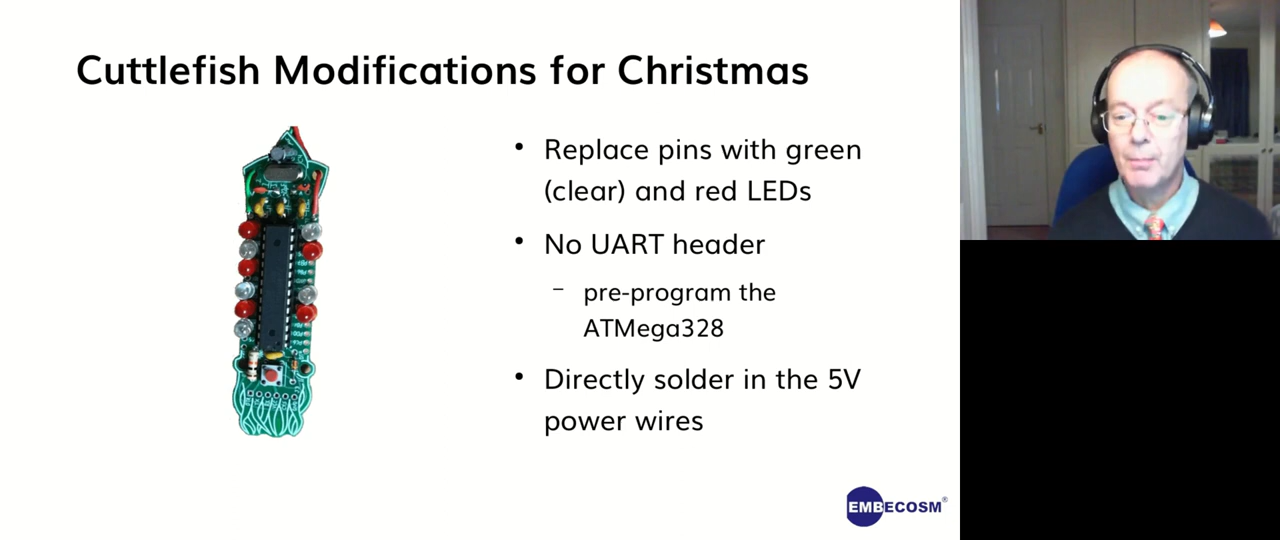 Cuttlefish Modifications for Christmas
• Replace pins with green
(clear) and red LEDs
• No UART header
– pre-program the
ATMega328
• Directly solder in the 5V
power wires
EMBECOSM®